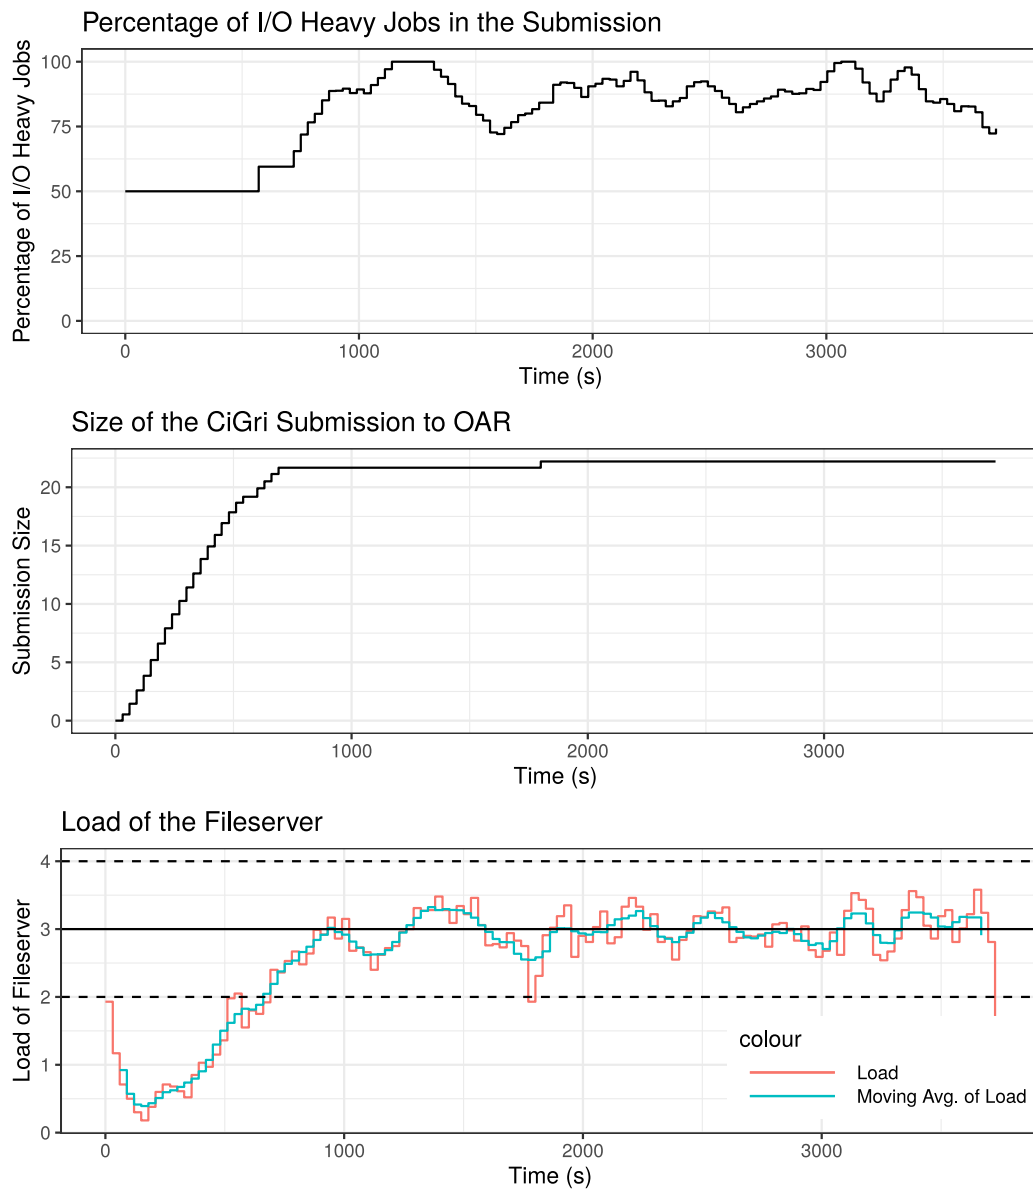 Percentage of I/O Heavy Jobs in the Submission
Percentage of I/O Heavy Jobs
100
75
50
25
0
0 1000 2000 3000
Time (s)
Size of the CiGri Submission to OAR
Submission Size
20
15
10
5
0
0 1000 2000 3000
Time (s)
Load of the Fileserver
Load of Fileserver
4
3
2
1
0
colour
Load
Moving Avg. of Load
0 1000 2000 3000
Time (s)